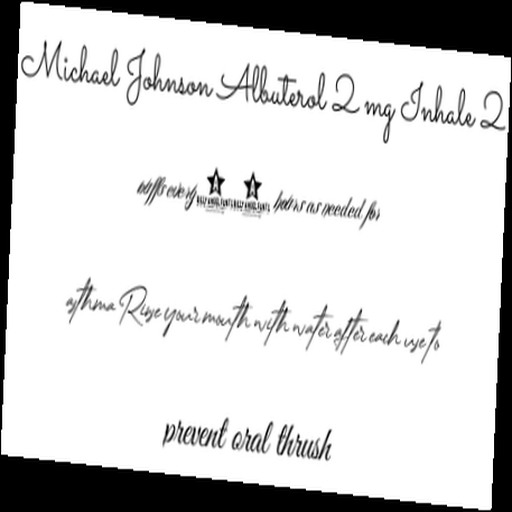 Michael Johnson Albuterol 2 mg Inhale 2
puffs every hours as needed for
asthma Rinse your mouth with water after each use to
prevent oral thrush